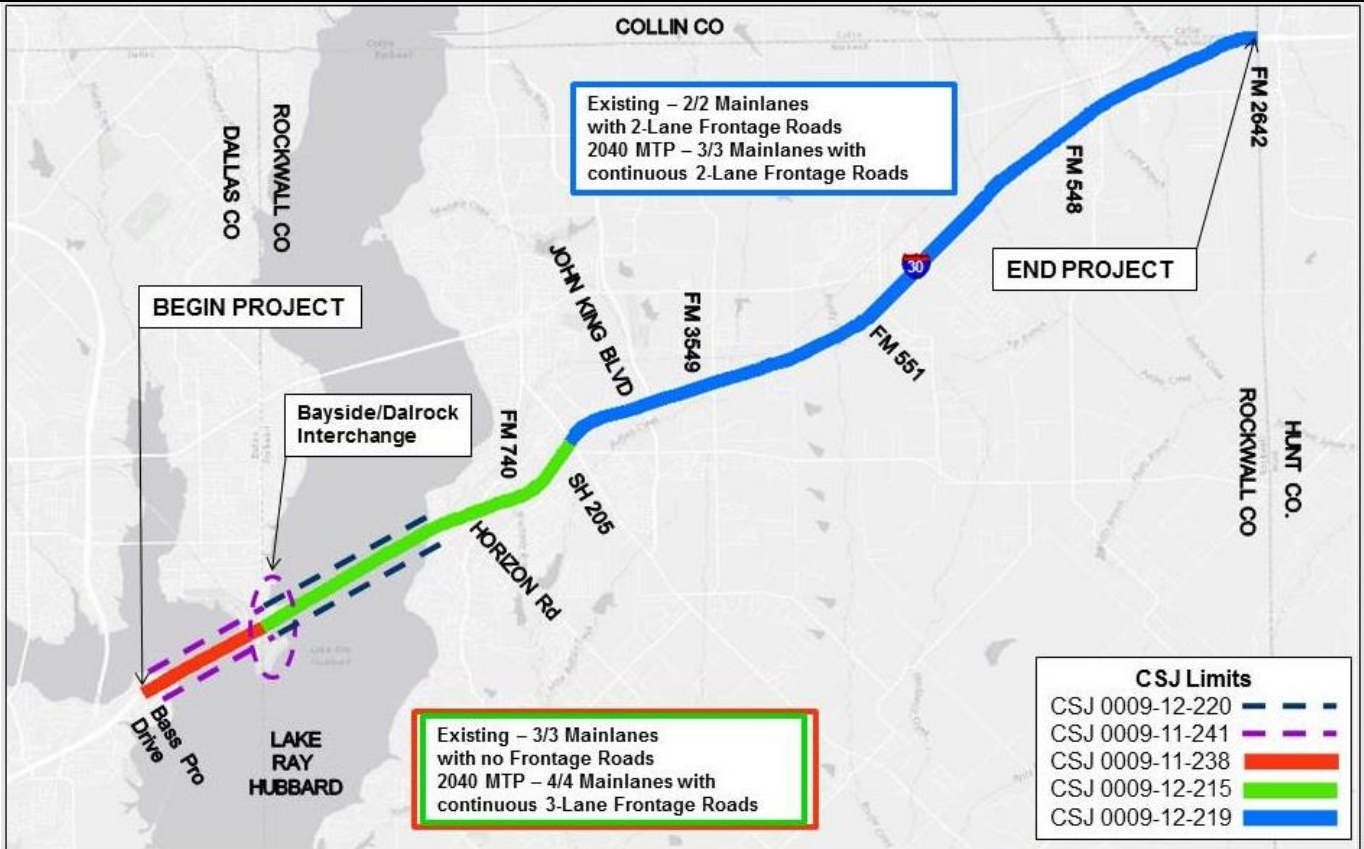 COLLIN CO
Existing – 2/2 Mainlanes
with 2-Lane Frontage Roads
2040 MTP – 3/3 Mainlanes with
continuous 2-Lane Frontage Roads
FM 2642
ROCKWALL CO
DALLAS CO
FM 548
30
END PROJECT
BEGIN PROJECT
JOHN KING BLVD
FM 3549
FM 551
Bayside/Dalrock
Interchange
FM 740
SH 205
HORIZON Rd
ROCKWALL CO
HUNT CO.
Bass Pro
Drive
LAKE
RAY
HUBBARD
Existing – 3/3 Mainlanes
with no Frontage Roads
2040 MTP – 4/4 Mainlanes with
continuous 3-Lane Frontage Roads
CSJ Limits
CSJ 0009-12-220
CSJ 0009-11-241
CSJ 0009-11-238
CSJ 0009-12-215
CSJ 0009-12-219